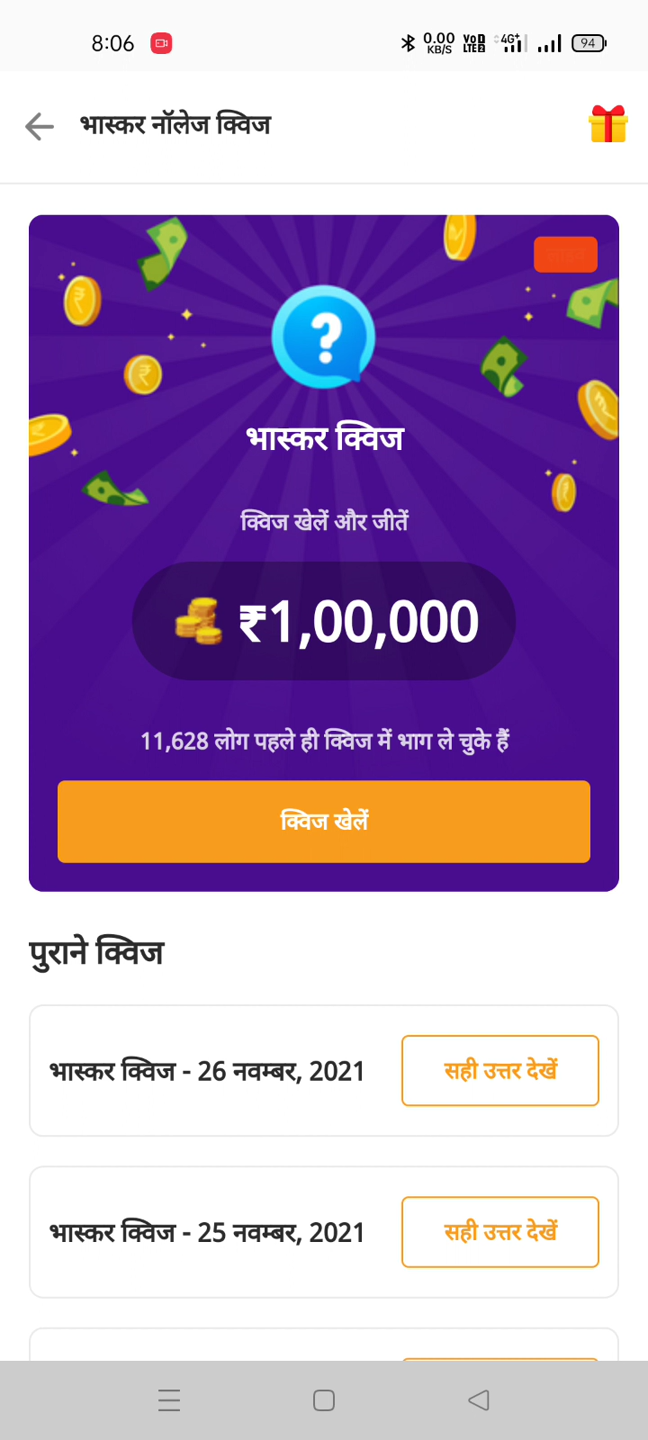 8:06
0.00 KB/S
VoD LTE 2
4G+
94
भास्कर नॉलेज क्विज
भास्कर क्विज
क्विज खेलें और जीतें
₹1,00,000
11,628 लोग पहले ही क्विज में भाग ले चुके हैं
क्विज खेलें
पुराने क्विज
भास्कर क्विज - 26 नवम्बर, 2021
सही उत्तर देखें
भास्कर क्विज - 25 नवम्बर, 2021
सही उत्तर देखें